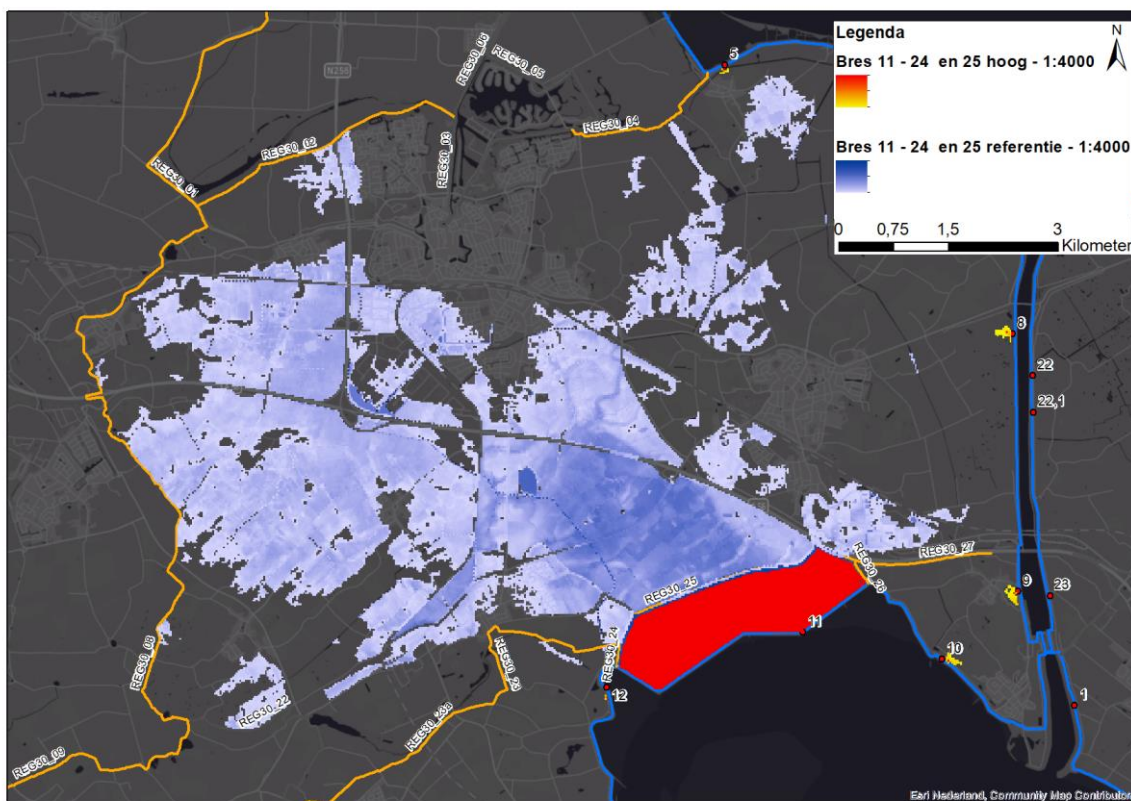 Legenda
N
Bres 11 - 24 en 25 hoog - 1:4000
Bres 11 - 24 en 25 referentie - 1:4000
0 0,75 1,5 3
Kilometer
5
REG30_06
REG30_05
N256
REG30_04
REG30_02
REG30_03
REG30_01
8
22
22,1
REG30_27
REG30_26
REG30_25
9
23
11
REG30_24
10
REG30_08
REG30_23
12
1
REG30_22
REG30_23a
REG30_09
Esri Nederland, Community Map Contributor